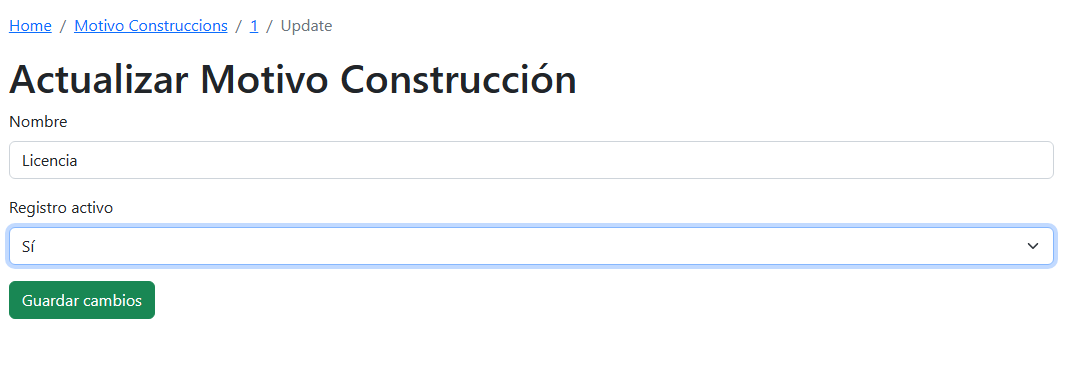 Home / Motivo Construccions / 1 / Update
Actualizar Motivo Construcción
Nombre
Licencia
Registro activo
Sí
Guardar cambios